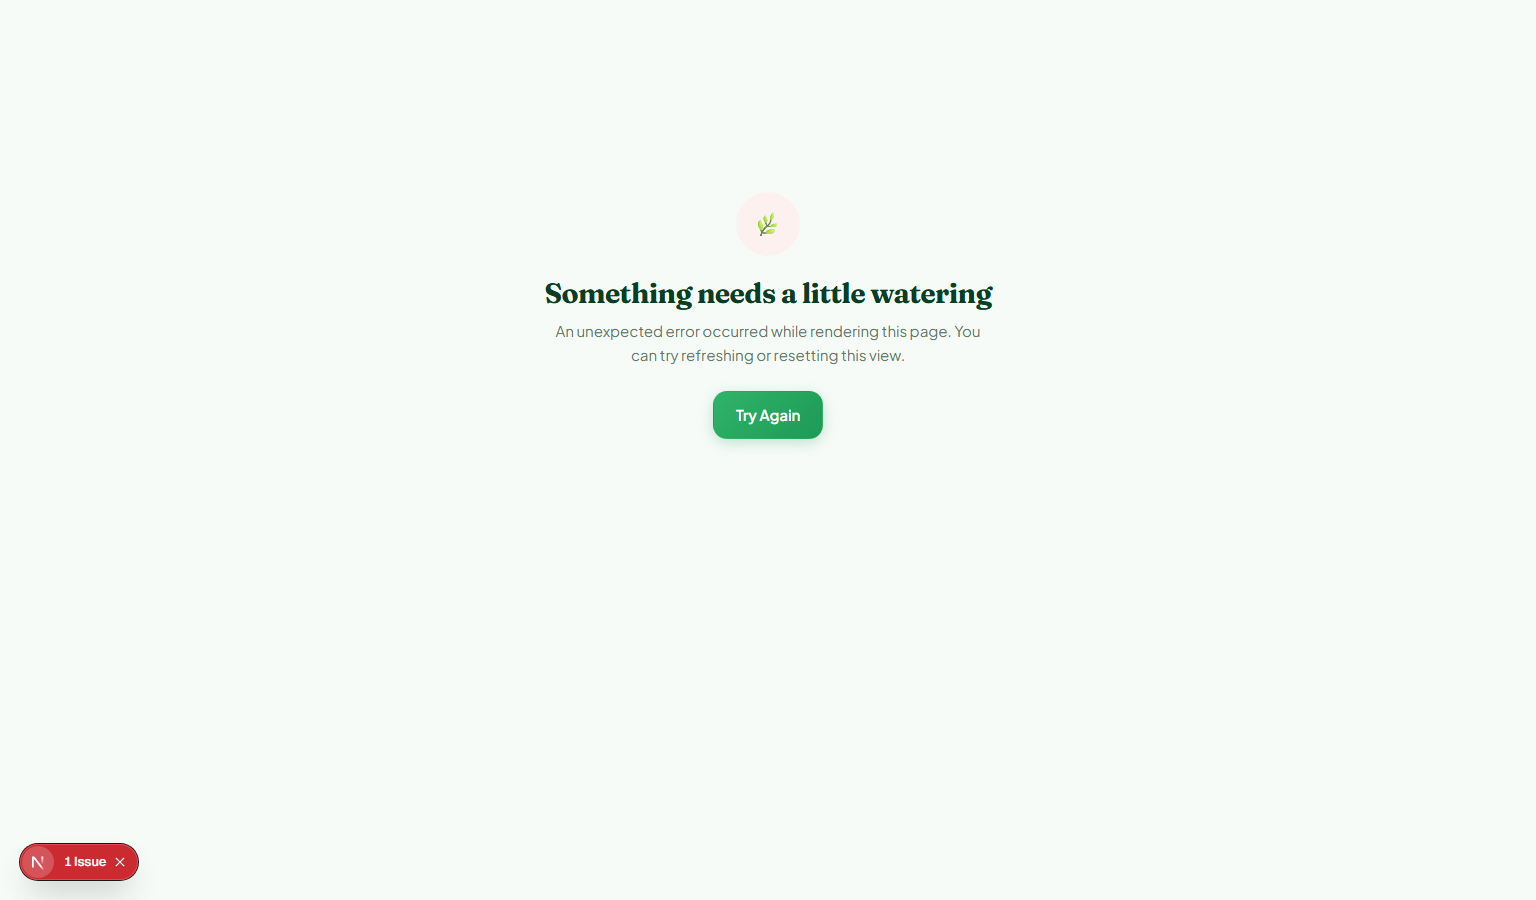 Something needs a little watering
An unexpected error occurred while rendering this page. You
can try refreshing or resetting this view.
Try Again
N 1 Issue